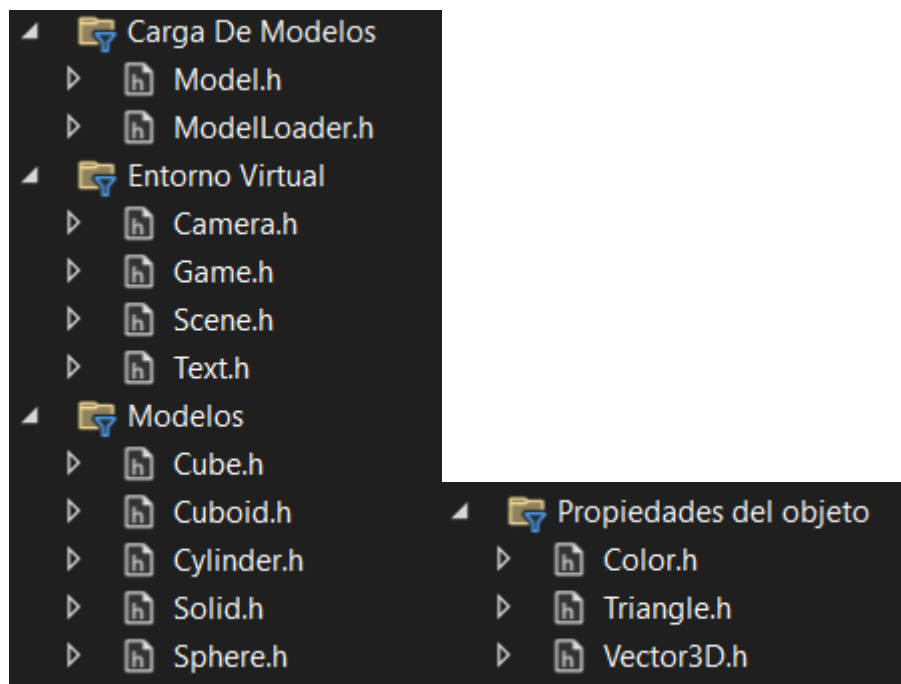 Carga De Modelos
Model.h
ModelLoader.h
Entorno Virtual
Camera.h
Game.h
Scene.h
Text.h
Modelos
Cube.h
Cuboid.h
Cylinder.h
Solid.h
Sphere.h
Propiedades del objeto
Color.h
Triangle.h
Vector3D.h